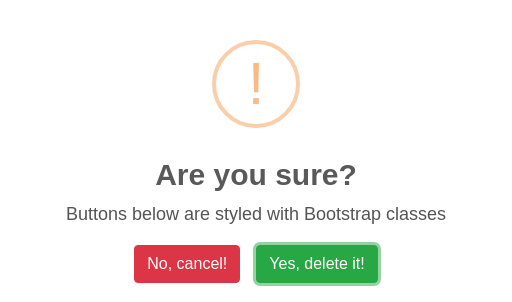 !
Are you sure?
Buttons below are styled with Bootstrap classes
No, cancel!
Yes, delete it!